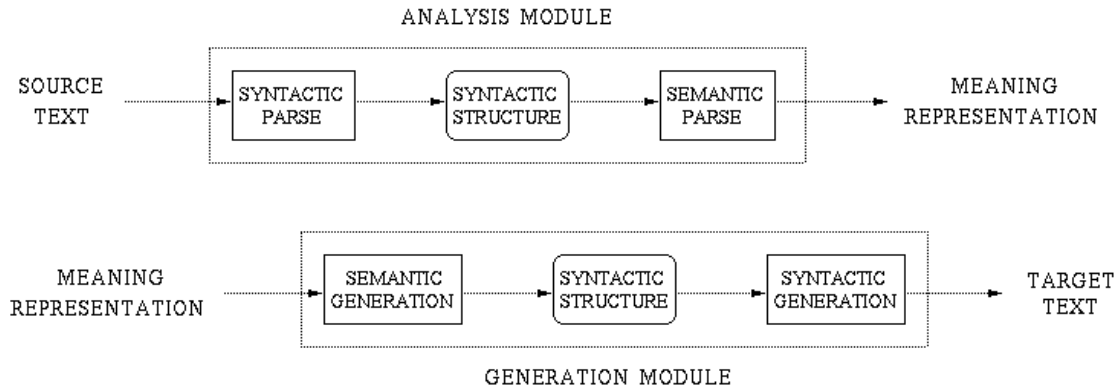 ANALYSIS MODULE
SOURCE
TEXT
SYNTACTIC
PARSE
SYNTACTIC
STRUCTURE
SEMANTIC
PARSE
MEANING
REPRESENTATION
MEANING
REPRESENTATION
SEMANTIC
GENERATION
SYNTACTIC
STRUCTURE
SYNTACTIC
GENERATION
TARGET
TEXT
GENERATION MODULE